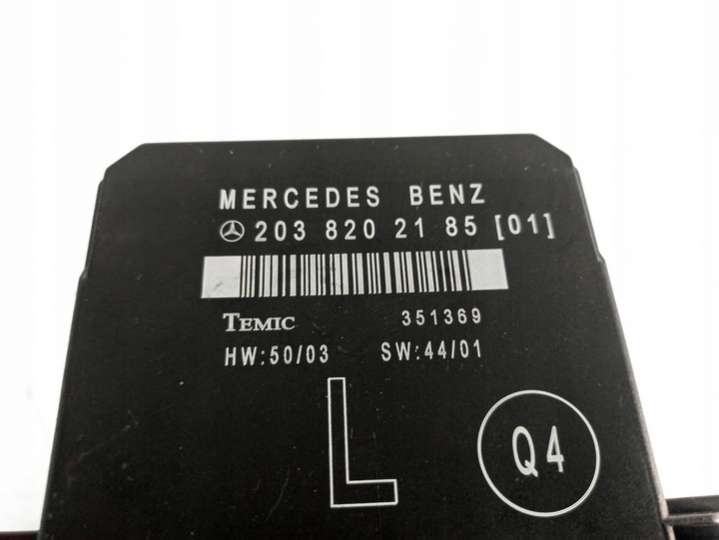 MERCEDES BENZ
203 820 21 85 [01]
TEMIC 351369
HW:50/03 SW:44/01
L
Q4